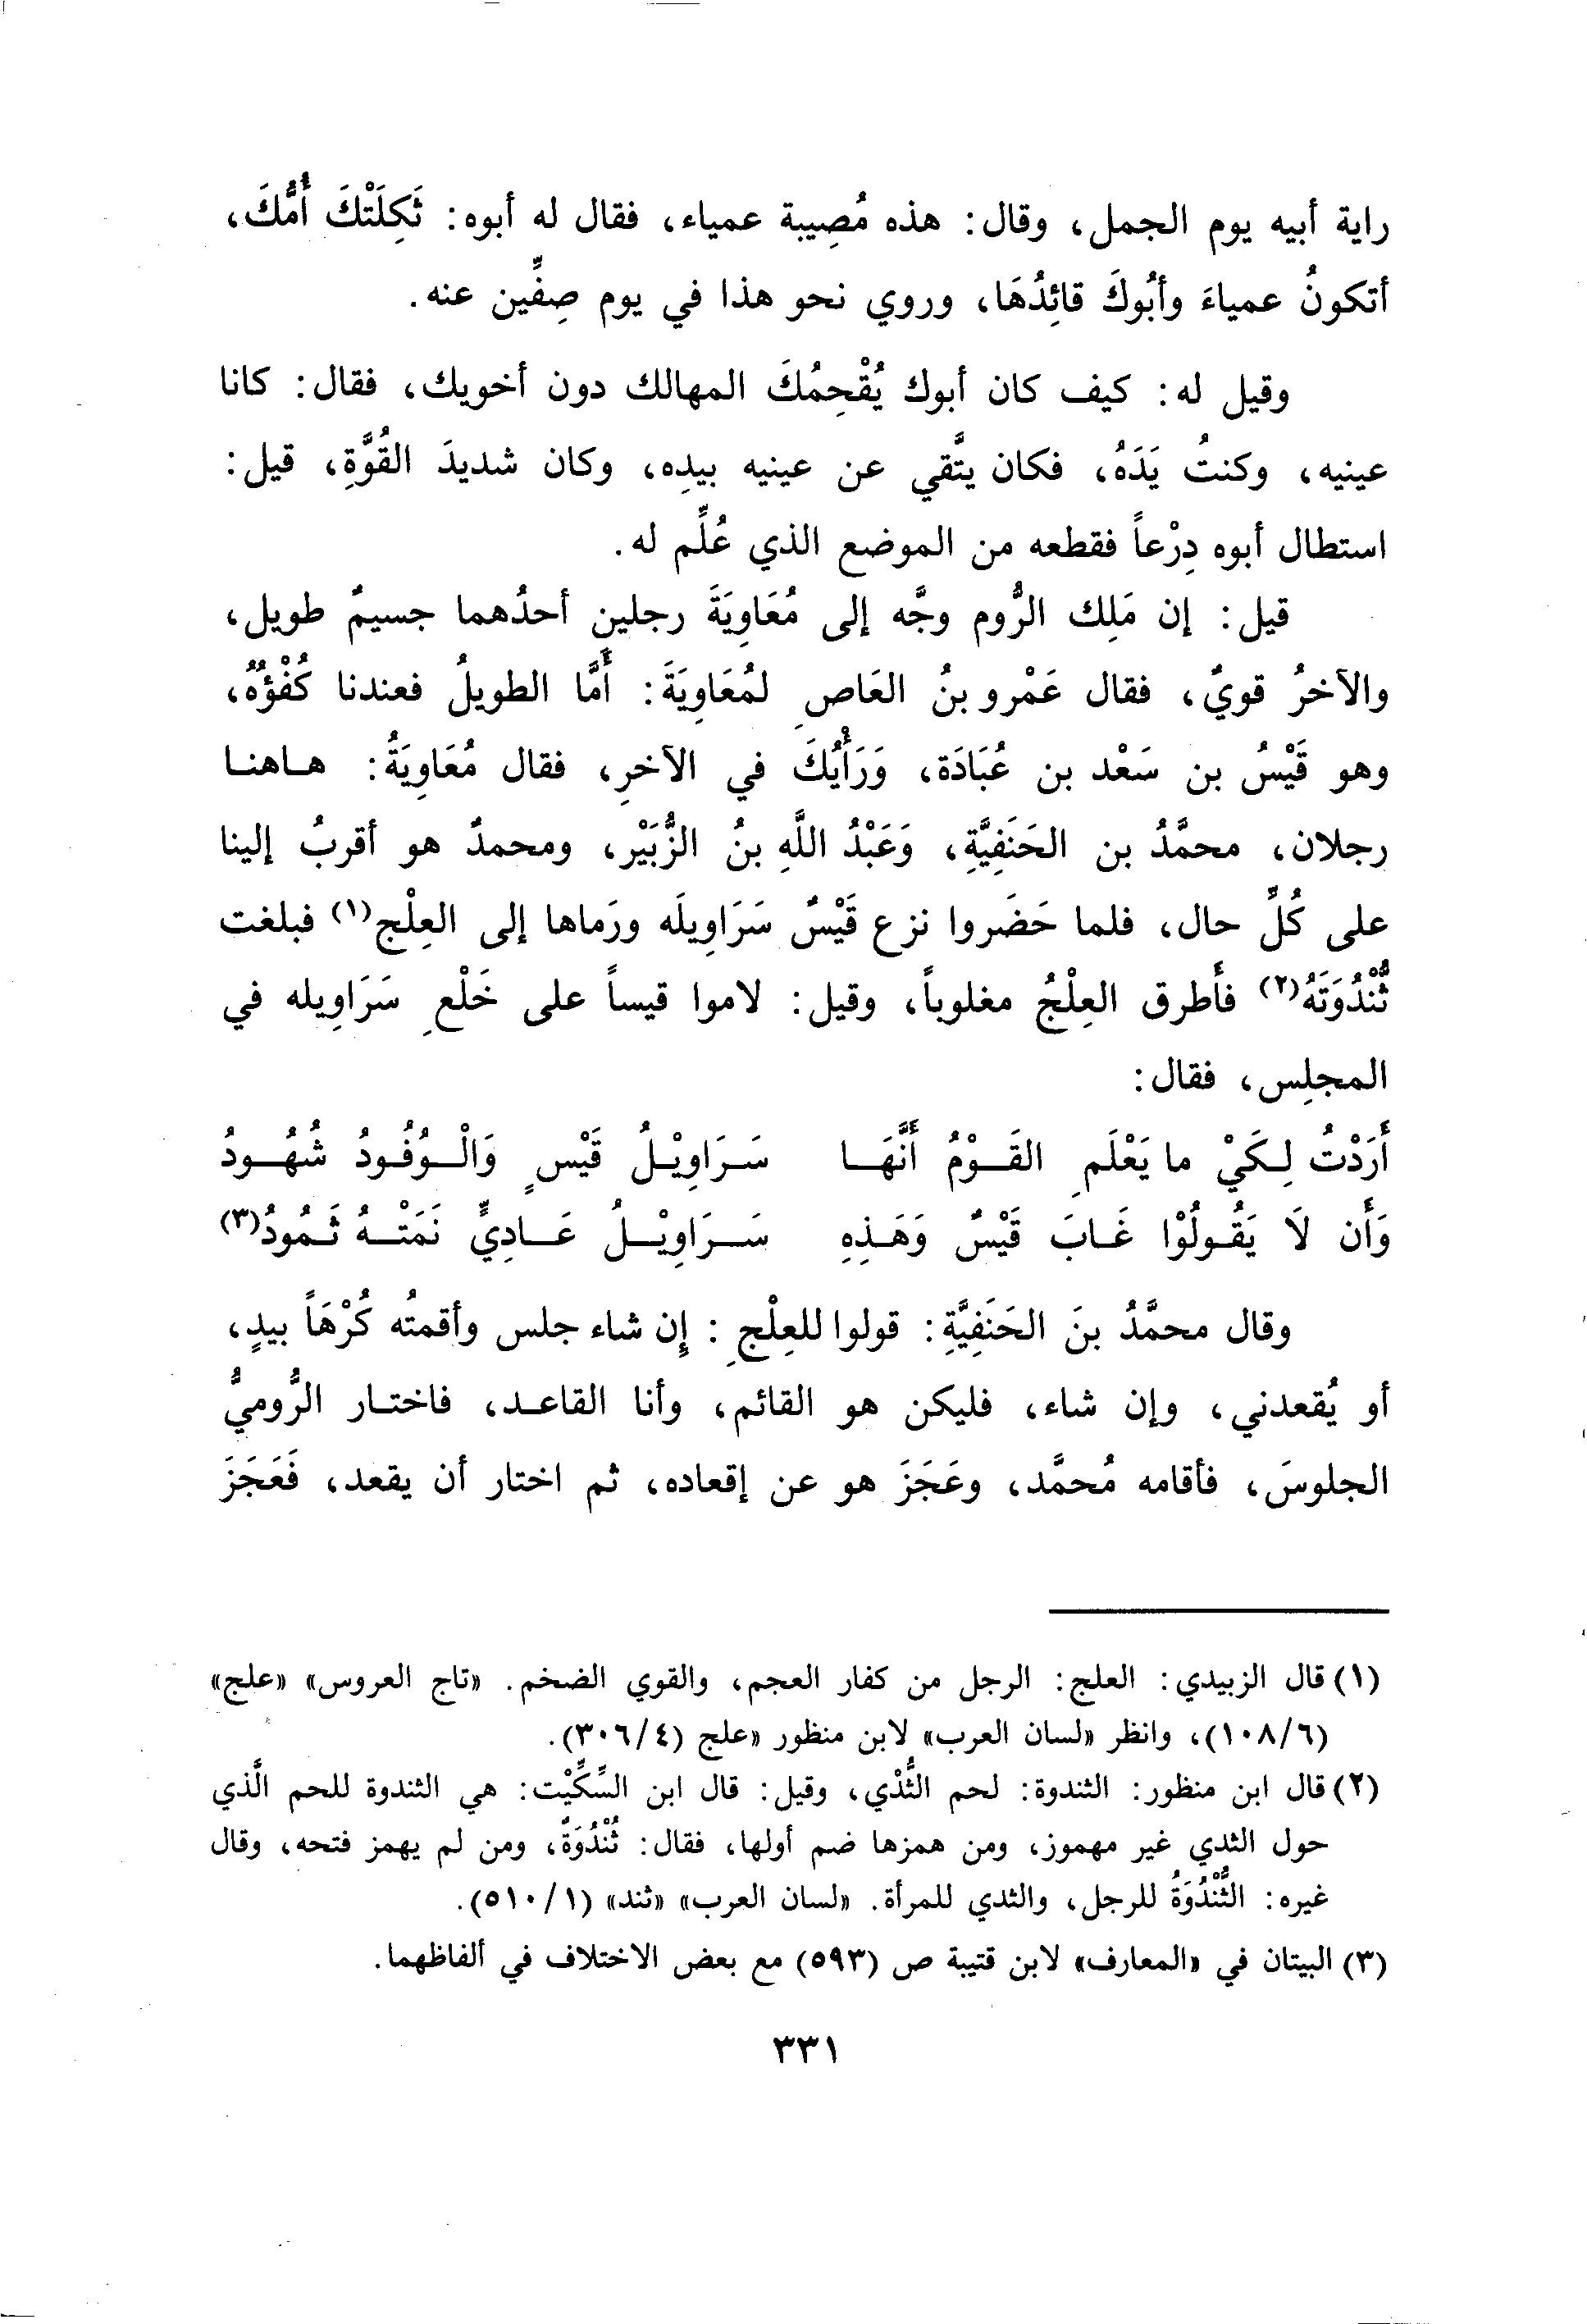 راية أبيه يوم الجمل، وقال: هذه مُصِيبة عمياء، فقال له أبوه: ثَكِلَتْكَ أُمُّكَ،
أتكونُ عمياءَ وأبُوكَ قائِدُهَا، وروي نحو هذا في يوم صِفِّين عنه.
وقيل له: كيف كان أبوك يُقْحِمُكَ المهالك دون أخويك، فقال: كانا
عينيه، وكنتُ يَدَهُ، فكان يتَّقي عن عينيه بيدِه، وكان شديدَ القُوَّةِ، قيل:
استطال أبوه دِرْعاً فقطعه من الموضع الذي عُلِّم له.
قيل: إن مَلِك الرُّوم وجَّه إلى مُعَاوِيَةَ رجلينِ أحدُهما جسيمٌ طويل،
والآخرُ قويٌ، فقال عَمْرو بنُ العَاصِ لمُعَاوِيَةَ: أَمَّا الطويلُ فعندنا كُفْؤُهُ،
وهو قَيْسُ بن سَعْد بن عُبَادَة، وَرَأْيُكَ في الآخرِ، فقال مُعَاوِيَةُ: هاهنا
رجلان، محمَّدُ بن الحَنَفِيَّةِ، وَعَبْدُ اللَّهِ بنُ الزُّبَيْر، ومحمدٌ هو أقربُ إلينا
على كُلِّ حال، فلما حَضَروا نزع قَيْسٌ سَرَاوِيلَه ورَماها إلى العِلْج(١) فبلغت
ثُنْدُوَتَهُ(٢) فأَطرق العِلْجُ مغلوباً، وقيل: لاموا قيساً على خَلْعِ سَرَاوِيله في
المجلِس، فقال:
أَرَدْتُ لِكَيْ ما يَعْلَمِ القَوْمُ أَنَّهَا سَرَاوِيْلُ قَيْسٍ وَالْوُفُودُ شُهُودُ
وَأَن لَا يَقُولُوْا غَابَ قَيْسٌ وَهَذِهِ سَرَاوِيْلُ عَادِيٍّ نَمَتْهُ ثَمُودُ(٣)
وقال محمَّدُ بنَ الحَنَفِيَّةِ: قولوا للعِلْجِ: إِن شاء جلس وأقمتُه كُرْهَاً بيدٍ،
أو يُقعدني، وإن شاء، فليكن هو القائم، وأنا القاعد، فاختار الرُّوميُّ
الجلوسَ، فأقامه مُحمَّد، وعَجَزَ هو عن إقعاده، ثم اختار أن يقعد، فَعَجَزَ
(١) قال الزبيدي: العلج: الرجل من كفار العجم، والقوي الضخم. «تاج العروس» «علج»
(١٠٨/٦)، وانظر «لسان العرب» لابن منظور «علج (٣٠٦/٤).
(٢) قال ابن منظور: الثندوة: لحم الثَّدْي، وقيل: قال ابن السِّكِّيْت: هي الثندوة للحم الَّذي
حول الثدي غير مهموز، ومن همزها ضم أولها، فقال: ثُنْدُوَةٌ، ومن لم يهمز فتحه، وقال
غيره: الثُّنْدُوَةُ للرجل، والثدي للمرأة. «لسان العرب» «ثند» (٥١٠/١).
(٣) البيتان في «المعارف» لابن قتيبة ص (٥٩٣) مع بعض الاختلاف في ألفاظهما.
٣٣١